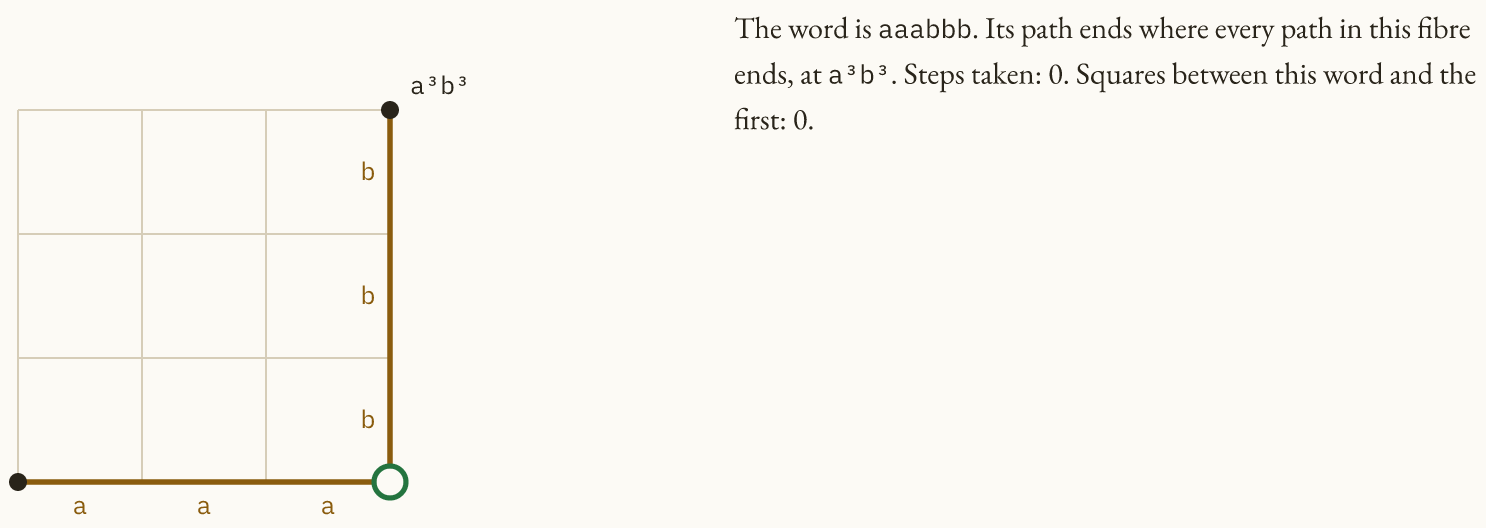 The word is aaabbb. Its path ends where every path in this fibre
ends, at a³b³. Steps taken: 0. Squares between this word and the
first: 0.
a³b³
b
b
b
a a a